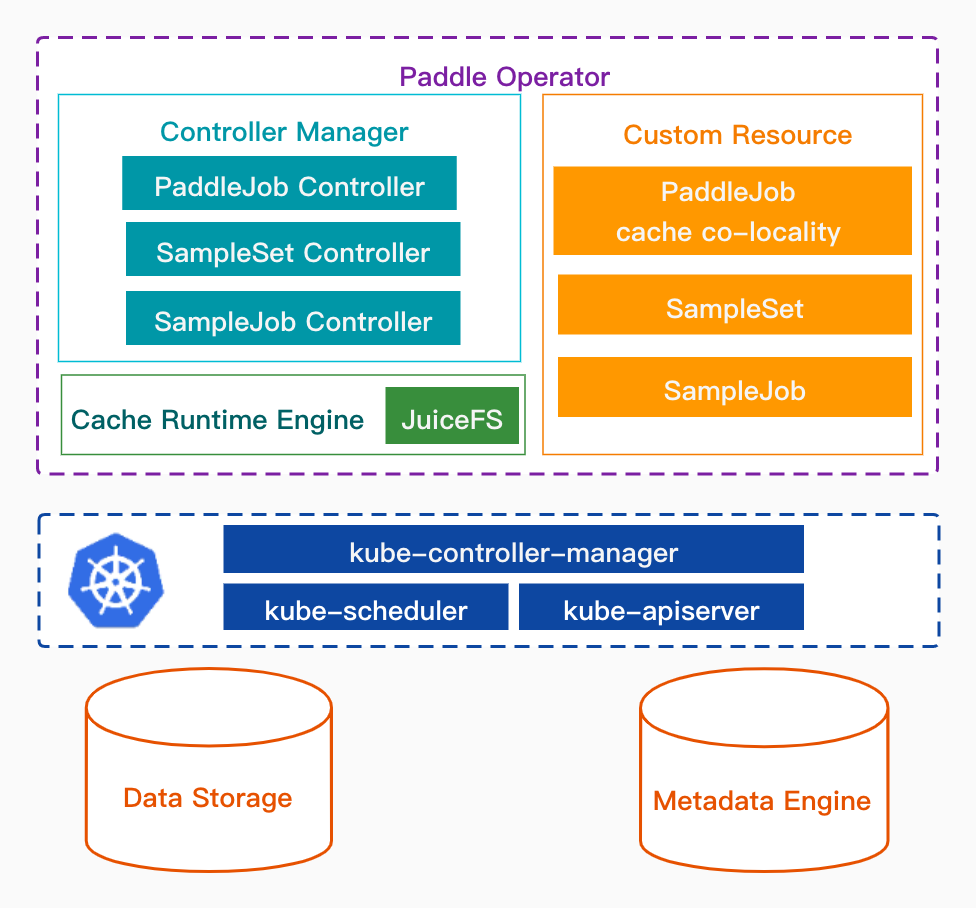 Paddle Operator
Controller Manager
PaddleJob Controller
SampleSet Controller
SampleJob Controller
Cache Runtime Engine
JuiceFS
Custom Resource
PaddleJob
cache co-locality
SampleSet
SampleJob
kube-controller-manager
kube-scheduler
kube-apiserver
Data Storage
Metadata Engine